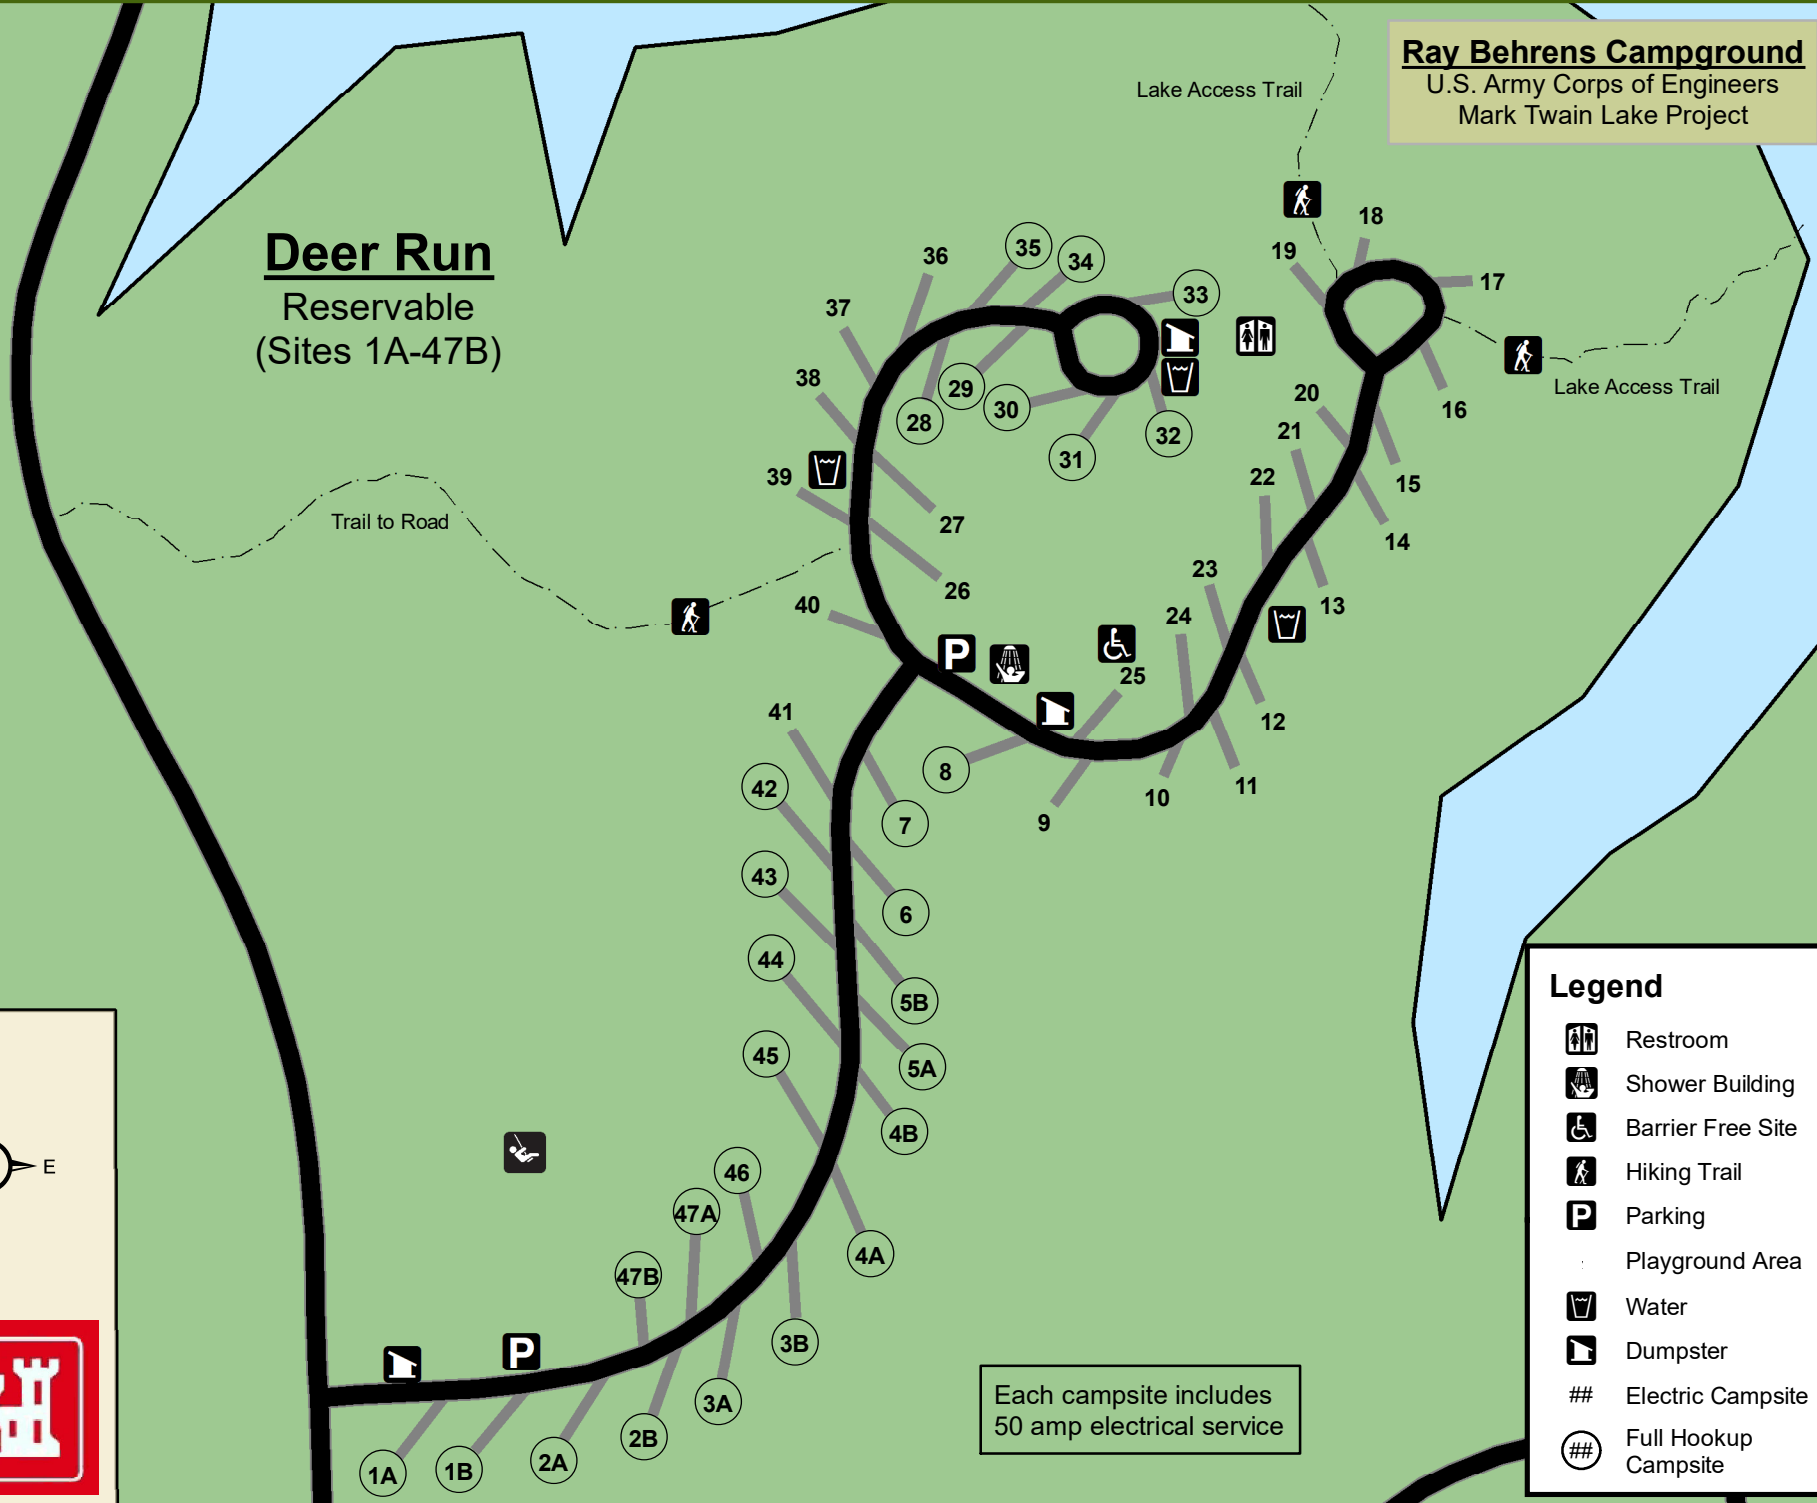 Ray Behrens Campground
U.S. Army Corps of Engineers
Mark Twain Lake Project
Lake Access Trail
Deer Run
Reservable
(Sites 1A-47B)
18
19
17
35
34
36
33
37
38
29
28
30
32
31
20
16
Lake Access Trail
21
15
22
39
27
14
Trail to Road
26
23
13
40
24
P
25
12
41
42
8
11
10
9
7
43
6
44
5B
45
5A
4B
E
46
47A
4A
47B
3B
P
3A
2B
2A
1B
1A
Each campsite includes
50 amp electrical service
Legend
Restroom
Shower Building
Barrier Free Site
Hiking Trail
P Parking
Playground Area
Water
Dumpster
## Electric Campsite
## Full Hookup
Campsite